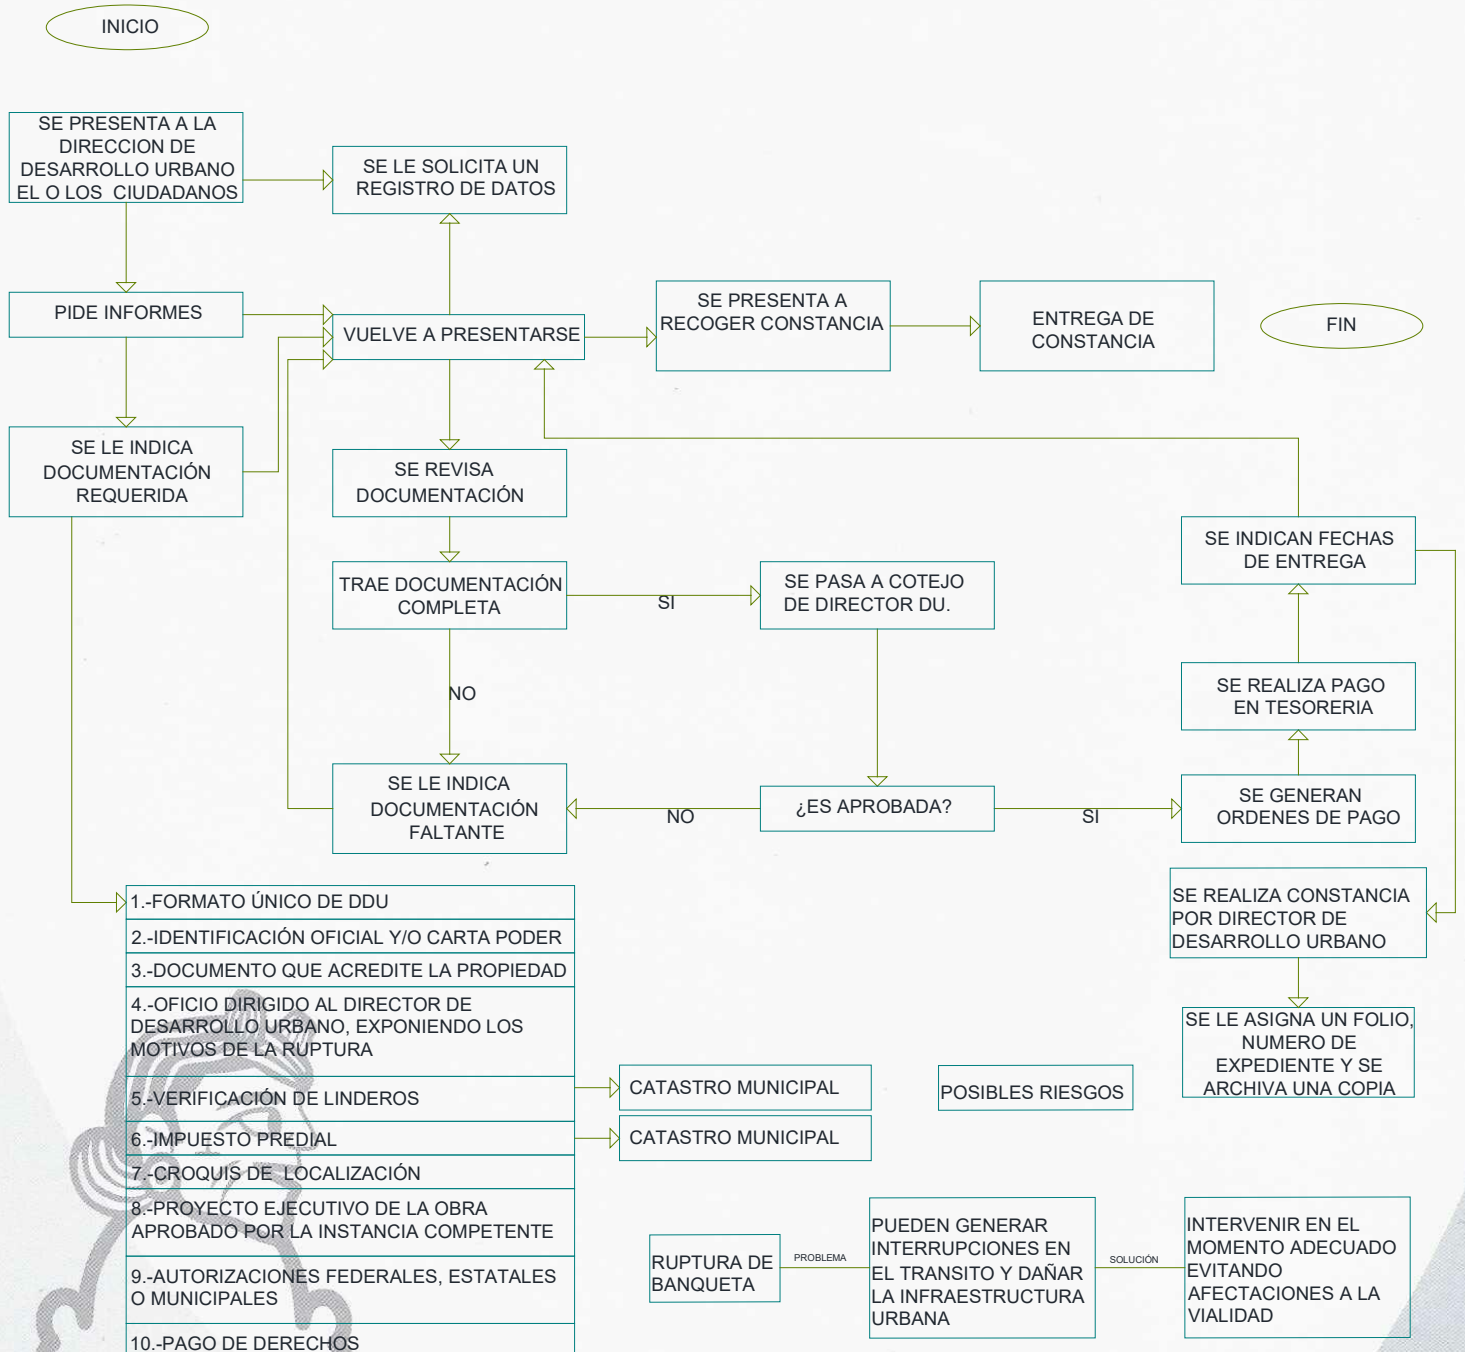 INICIO
SE PRESENTA A LA
DIRECCION DE
DESARROLLO URBANO
EL O LOS CIUDADANOS
SE LE SOLICITA UN
REGISTRO DE DATOS
PIDE INFORMES
VUELVE A PRESENTARSE
SE PRESENTA A
RECOGER CONSTANCIA
ENTREGA DE
CONSTANCIA
FIN
SE LE INDICA
DOCUMENTACIÓN
REQUERIDA
SE REVISA
DOCUMENTACIÓN
SE INDICAN FECHAS
DE ENTREGA
TRAE DOCUMENTACIÓN
COMPLETA
SI
SE PASA A COTEJO
DE DIRECTOR DU.
NO
SE REALIZA PAGO
EN TESORERIA
SE LE INDICA
DOCUMENTACIÓN
FALTANTE
NO
¿ES APROBADA?
SI
SE GENERAN
ORDENES DE PAGO
1.-FORMATO ÚNICO DE DDU
2.-IDENTIFICACIÓN OFICIAL Y/O CARTA PODER
3.-DOCUMENTO QUE ACREDITE LA PROPIEDAD
4.-OFICIO DIRIGIDO AL DIRECTOR DE
DESARROLLO URBANO, EXPONIENDO LOS
MOTIVOS DE LA RUPTURA
5.-VERIFICACIÓN DE LINDEROS
6.-IMPUESTO PREDIAL
7.-CROQUIS DE LOCALIZACIÓN
8.-PROYECTO EJECUTIVO DE LA OBRA
APROBADO POR LA INSTANCIA COMPETENTE
9.-AUTORIZACIONES FEDERALES, ESTATALES
O MUNICIPALES
10.-PAGO DE DERECHOS
CATASTRO MUNICIPAL
CATASTRO MUNICIPAL
SE REALIZA CONSTANCIA
POR DIRECTOR DE
DESARROLLO URBANO
SE LE ASIGNA UN FOLIO,
NUMERO DE
EXPEDIENTE Y SE
ARCHIVA UNA COPIA
POSIBLES RIESGOS
RUPTURA DE
BANQUETA
PROBLEMA
PUEDEN GENERAR
INTERRUPCIONES EN
EL TRANSITO Y DAÑAR
LA INFRAESTRUCTURA
URBANA
SOLUCIÓN
INTERVENIR EN EL
MOMENTO ADECUADO
EVITANDO
AFECTACIONES A LA
VIALIDAD